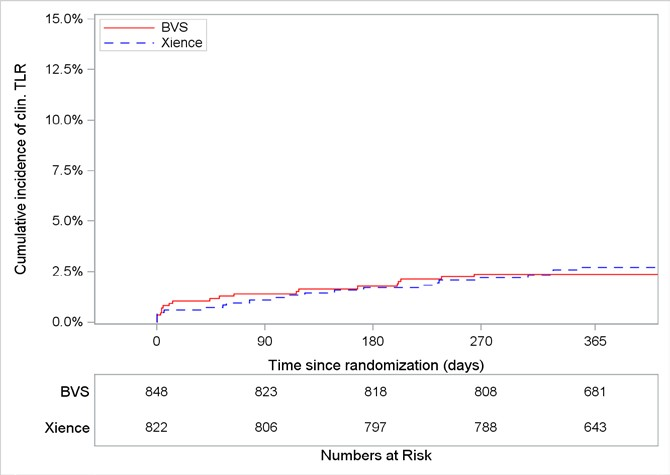 15.0%
BVS
Xience
12.5%
10.0%
7.5%
5.0%
2.5%
0.0%
Cumulative incidence of clin. TLR
0 90 180 270 365
Time since randomization (days)
BVS 848 823 818 808 681
Xience 822 806 797 788 643
Numbers at Risk